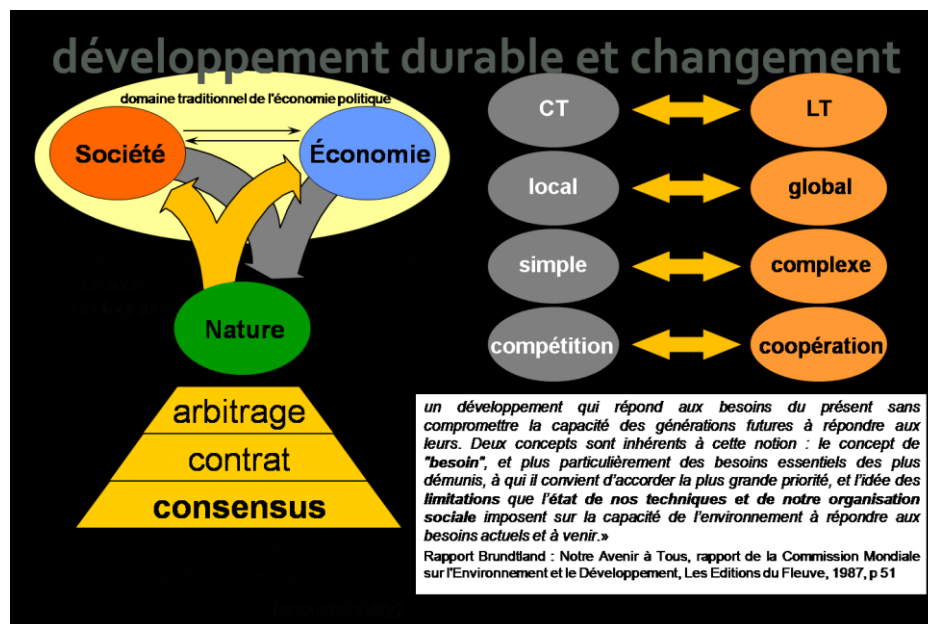 développement durable et changement
domaine traditionnel de l'économie politique
Société
Économie
Nature
arbitrage
contrat
consensus
CT
LT
local
global
simple
complexe
compétition
coopération
un développement qui répond aux besoins du présent sans
compromettre la capacité des générations futures à répondre aux
leurs. Deux concepts sont inhérents à cette notion : le concept de
"besoin", et plus particulièrement des besoins essentiels des plus
démunis, à qui il convient d'accorder la plus grande priorité, et l'idée des
limitations que l'état de nos techniques et de notre organisation
sociale imposent sur la capacité de l'environnement à répondre aux
besoins actuels et à venir.»
Rapport Brundtland : Notre Avenir à Tous, rapport de la Commission Mondiale
sur l'Environnement et le Développement, Les Editions du Fleuve, 1987, p 51